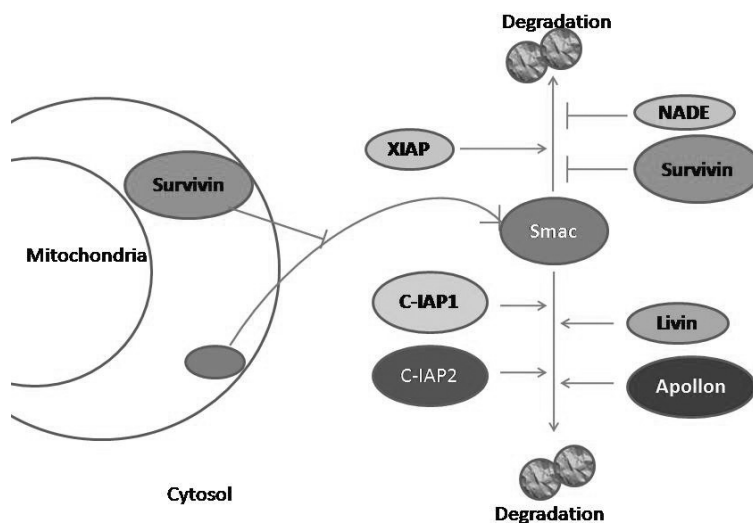 Degradation
NADE
XIAP
Survivin
Survivin
Smac
Mitochondria
C-IAP1
Livin
C-IAP2
Apollon
Cytosol
Degradation